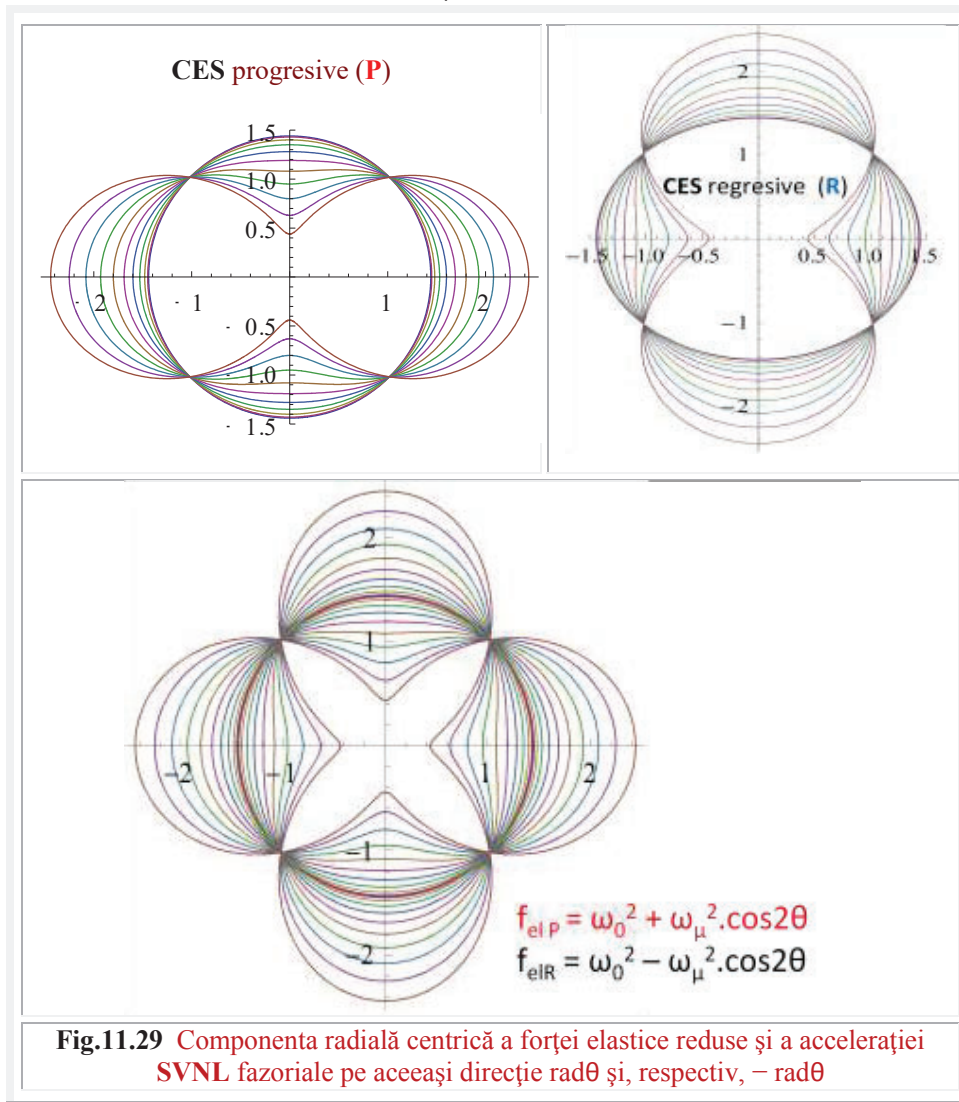 CES progresive (P)
1.5
1.0
0.5
2 1 1 2
0.5
1.0
1.5
2
1
CES regresive (R)
−1.5 −1.0 −0.5 0.5 1.0 1.5
−1
−2
2
1
−2 −1 1 2
−1
−2
f_el P = ω₀² + ω_μ².cos2θ
f_elR = ω₀² − ω_μ².cos2θ
Fig.11.29 Componenta radială centrică a forţei elastice reduse şi a acceleraţiei
SVNL fazoriale pe aceeaşi direcţie radθ şi, respectiv, − radθ